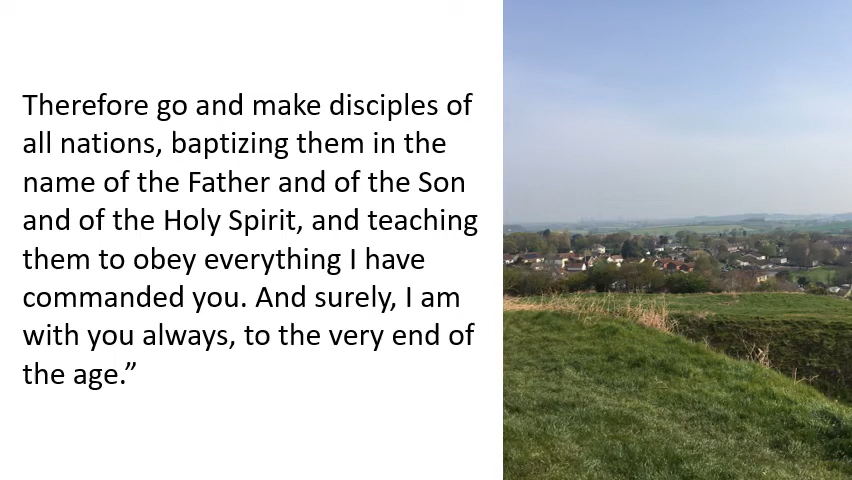 Therefore go and make disciples of
all nations, baptizing them in the
name of the Father and of the Son
and of the Holy Spirit, and teaching
them to obey everything I have
commanded you. And surely, I am
with you always, to the very end of
the age.”